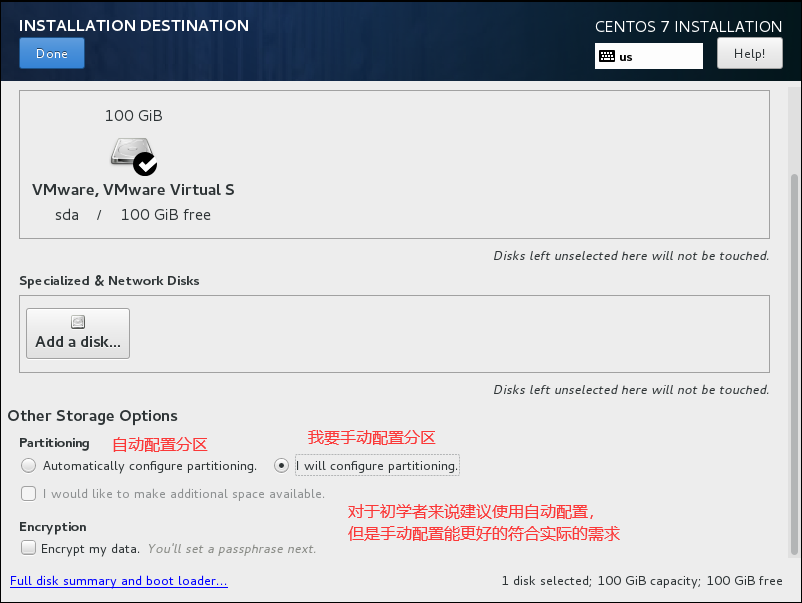 INSTALLATION DESTINATION
CENTOS 7 INSTALLATION
Done
us
Help!
100 GiB
VMware, VMware Virtual S
sda / 100 GiB free
Disks left unselected here will not be touched.
Specialized & Network Disks
Add a disk...
Disks left unselected here will not be touched.
Other Storage Options
Partitioning
自动配置分区
我要手动配置分区
Automatically configure partitioning.
I will configure partitioning.
I would like to make additional space available.
对于初学者来说建议使用自动配置，
但是手动配置能更好的符合实际的需求
Encryption
Encrypt my data. You'll set a passphrase next.
Full disk summary and boot loader...
1 disk selected; 100 GiB capacity; 100 GiB free